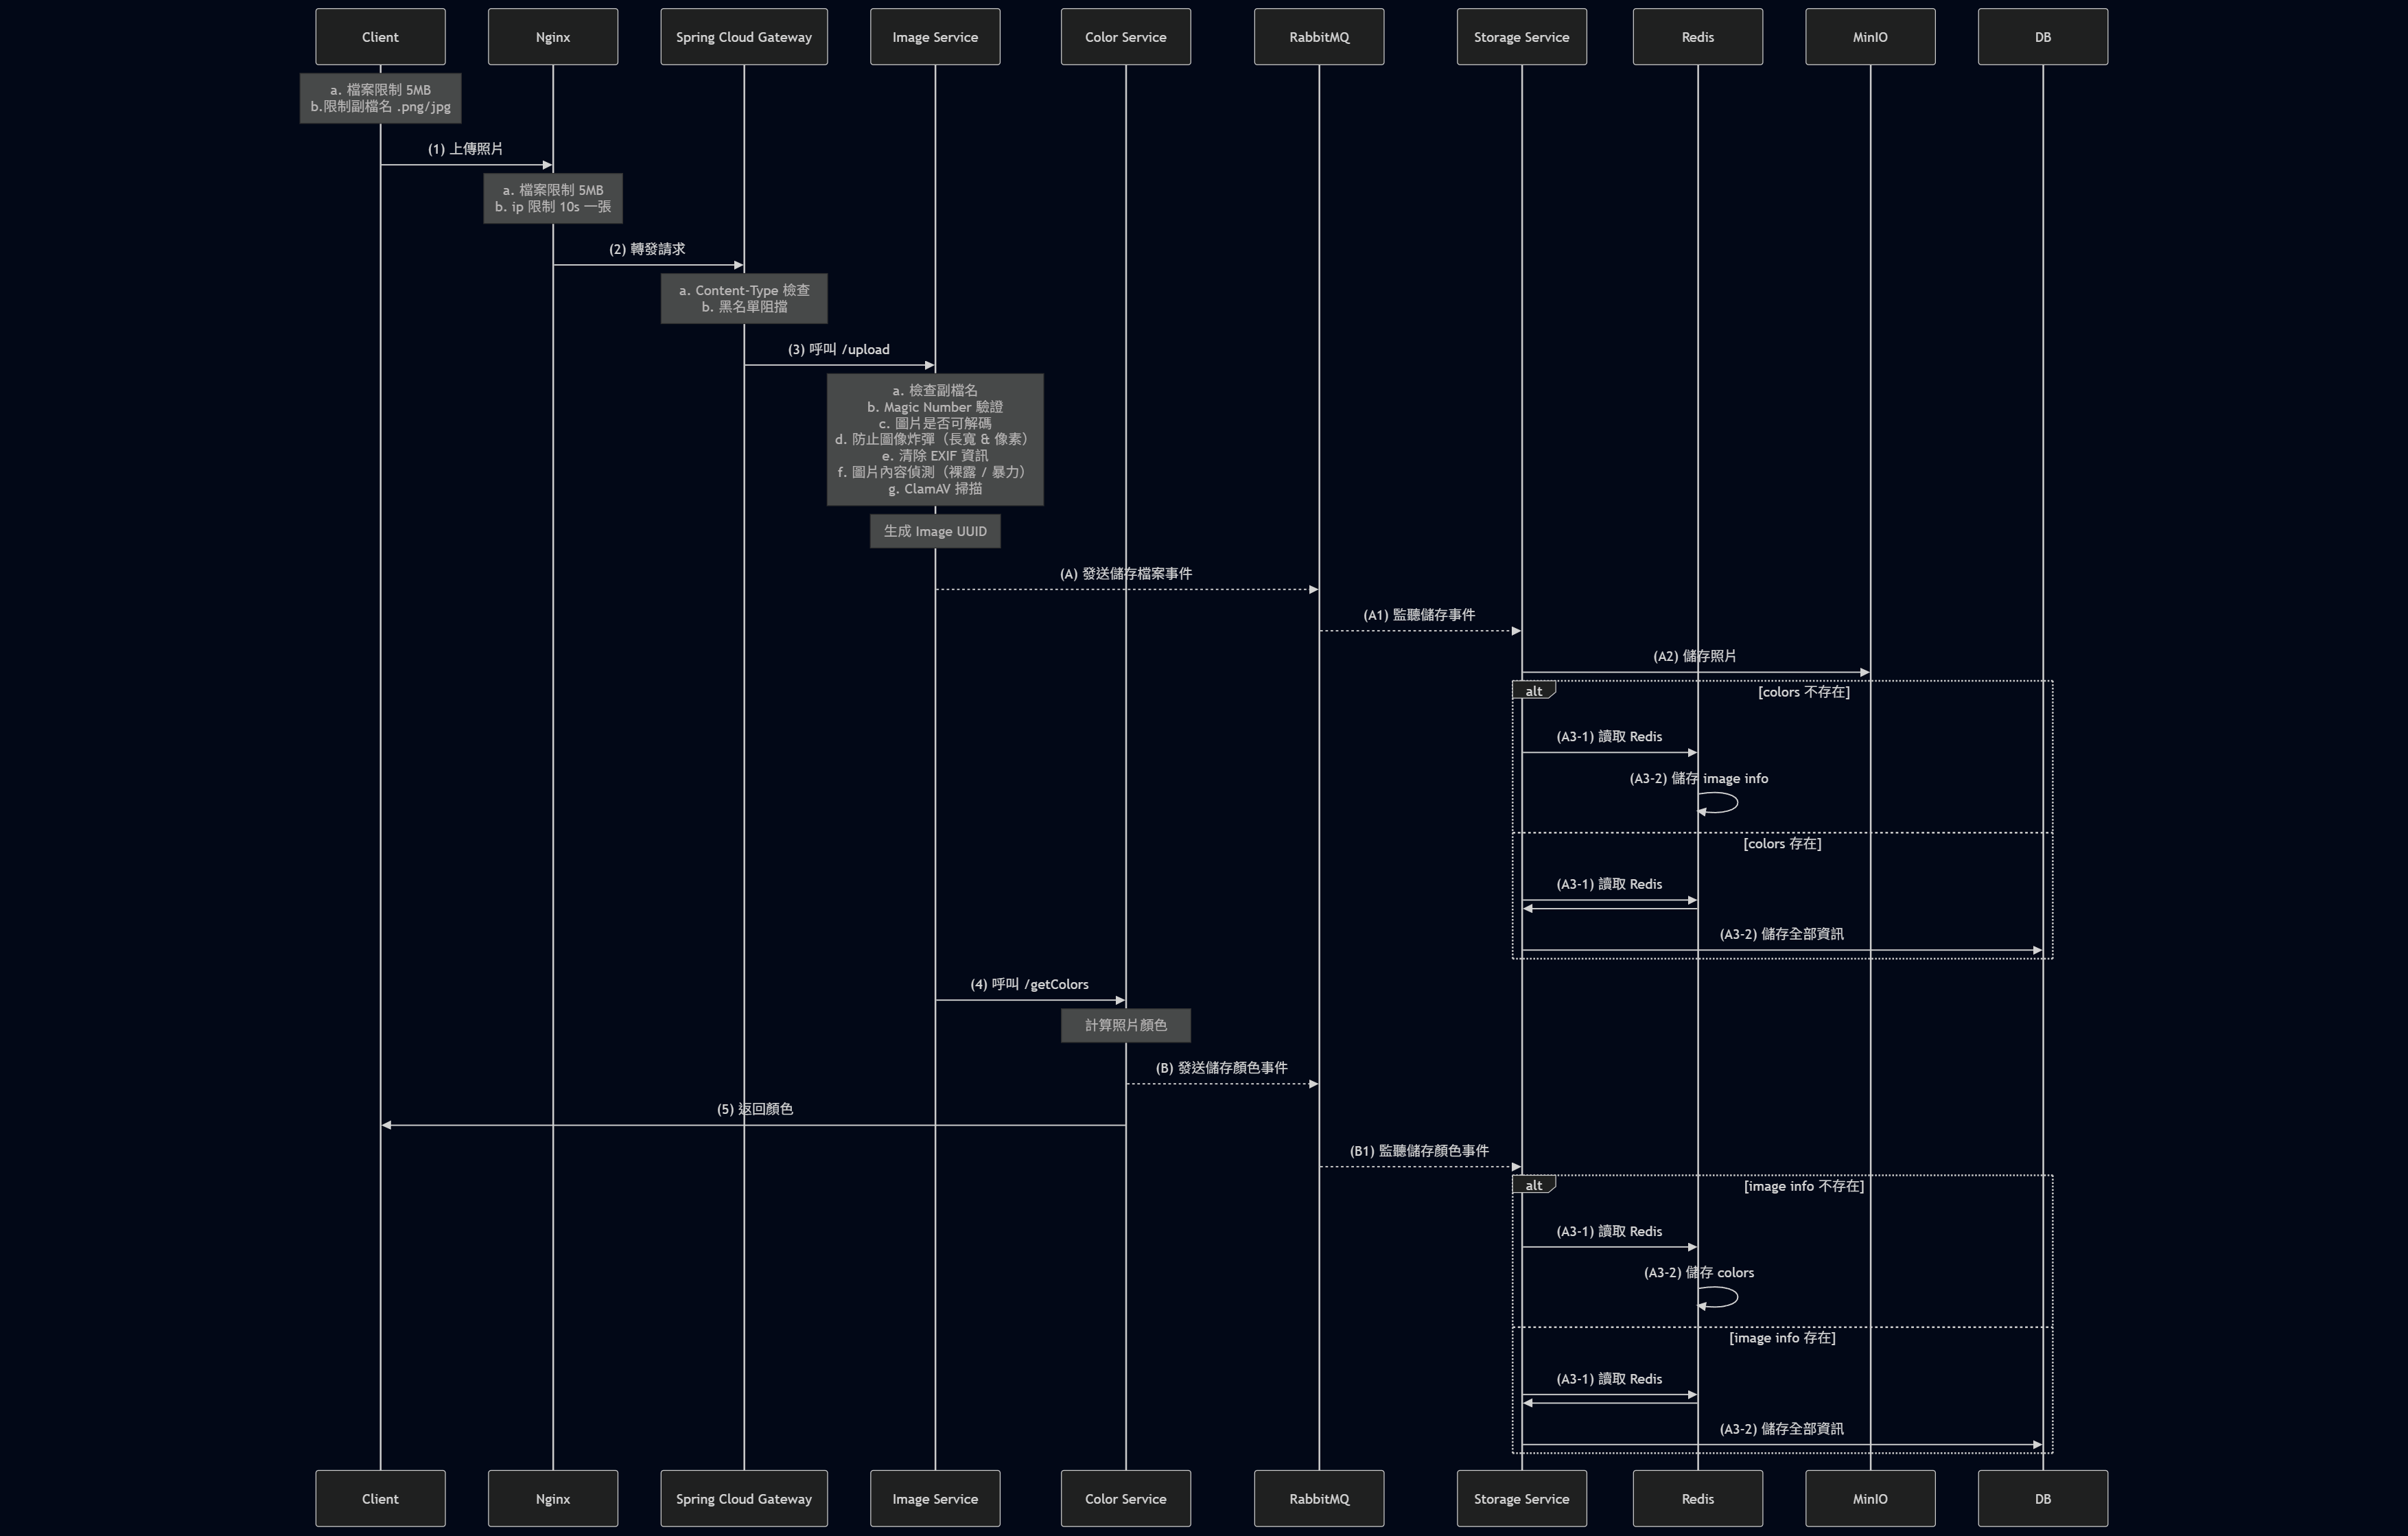 Client
Nginx
Spring Cloud Gateway
Image Service
Color Service
RabbitMQ
Storage Service
Redis
MinIO
DB
a. 檔案限制 5MB
b.限制副檔名 .png/jpg
(1) 上傳照片
a. 檔案限制 5MB
b. ip 限制 10s 一張
(2) 轉發請求
a. Content-Type 檢查
b. 黑名單阻擋
(3) 呼叫 /upload
a. 檢查副檔名
b. Magic Number 驗證
c. 圖片是否可解碼
d. 防止圖像炸彈（長寬 & 像素）
e. 清除 EXIF 資訊
f. 圖片內容偵測（裸露 / 暴力）
g. ClamAV 掃描
生成 Image UUID
(A) 發送儲存檔案事件
(A1) 監聽儲存事件
(A2) 儲存照片
alt
[colors 不存在]
(A3-1) 讀取 Redis
(A3-2) 儲存 image info
[colors 存在]
(A3-1) 讀取 Redis
(A3-2) 儲存全部資訊
(4) 呼叫 /getColors
計算照片顏色
(B) 發送儲存顏色事件
(5) 返回顏色
(B1) 監聽儲存顏色事件
alt
[image info 不存在]
(A3-1) 讀取 Redis
(A3-2) 儲存 colors
[image info 存在]
(A3-1) 讀取 Redis
(A3-2) 儲存全部資訊
Client
Nginx
Spring Cloud Gateway
Image Service
Color Service
RabbitMQ
Storage Service
Redis
MinIO
DB